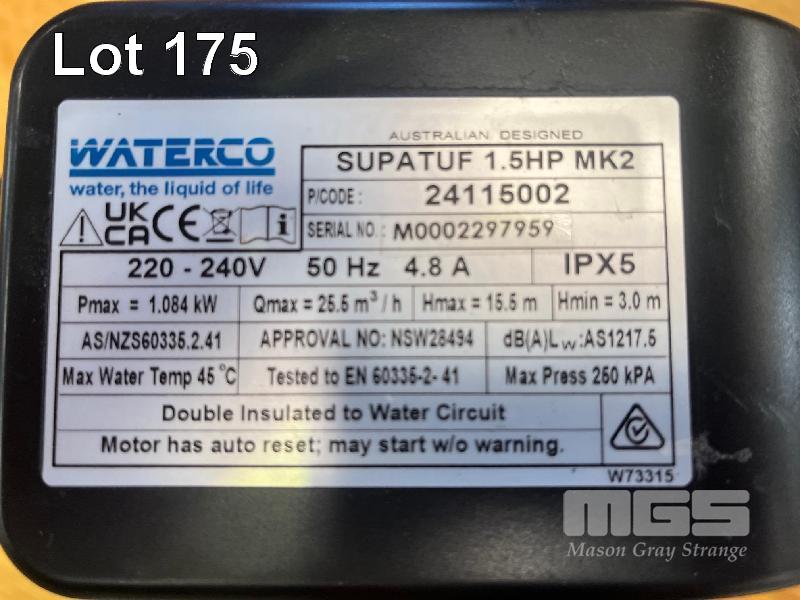 Lot 175
WATERCO
water, the liquid of life
UK
CA CE
AUSTRALIAN DESIGNED
SUPATUF 1.5HP MK2
P/CODE : 24115002
SERIAL NO. : M0002297959
220 - 240V 50 Hz 4.8 A IPX5
Pmax = 1.084 kW Qmax = 25.5 m³ / h Hmax = 15.5 m Hmin = 3.0 m
AS/NZS60335.2.41 APPROVAL NO: NSW28494 dB(A)Lw:AS1217.5
Max Water Temp 45 °C Tested to EN 60335-2- 41 Max Press 250 kPA
Double Insulated to Water Circuit
Motor has auto reset; may start w/o warning.
W73315
MGS
Mason Gray Strange